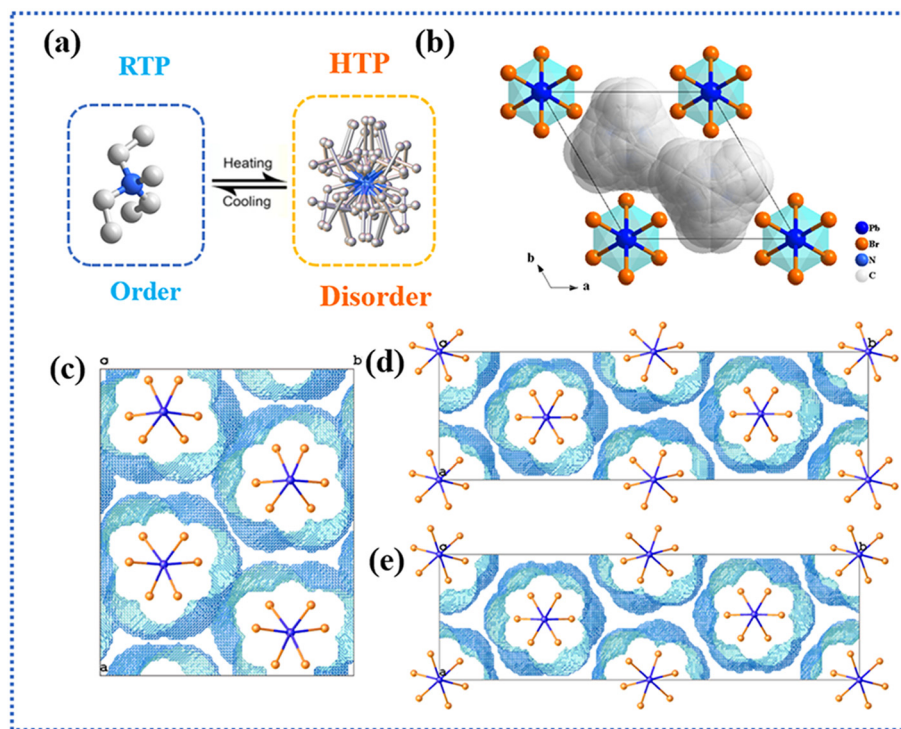 (a)
RTP
HTP
Heating
Cooling
Order
Disorder
(b)
b
a
Pb
Br
N
C
(c)
a
b
a
(d)
a
b
a
(e)
a
b
a